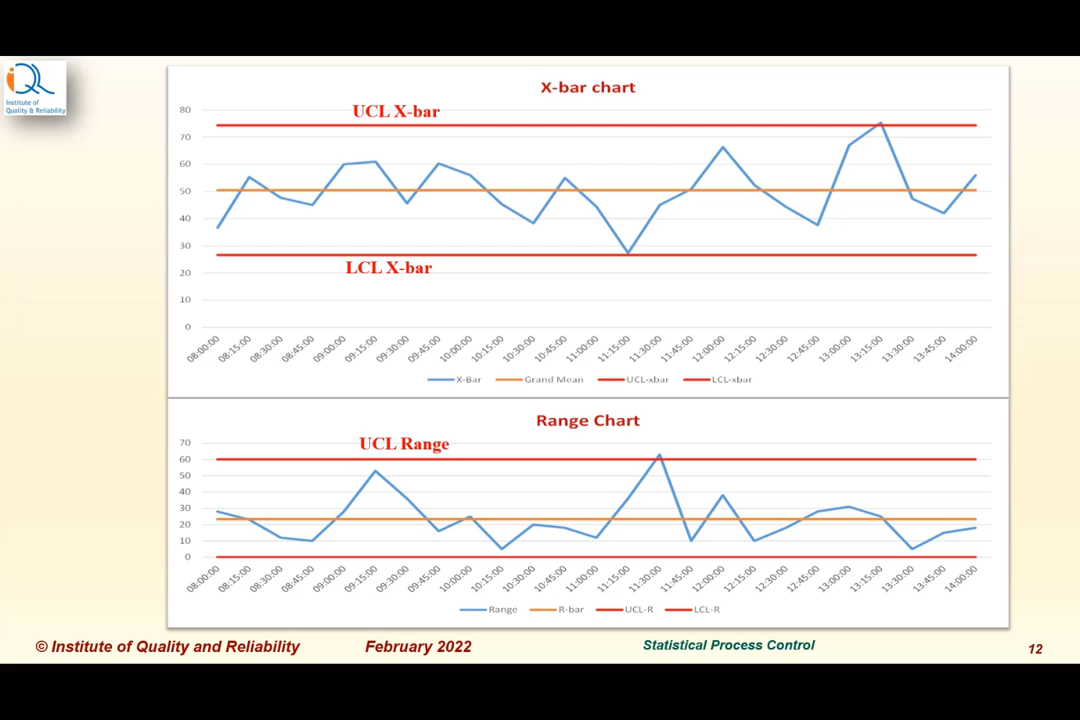 IQR
Institute of
Quality & Reliability
X-bar chart
UCL X-bar
80
70
60
50
40
30
20
10
0
LCL X-bar
08:00:00 08:15:00 08:30:00 08:45:00 09:00:00 09:15:00 09:30:00 09:45:00 10:00:00 10:15:00 10:30:00 10:45:00 11:00:00 11:15:00 11:30:00 11:45:00 12:00:00 12:15:00 12:30:00 12:45:00 13:00:00 13:15:00 13:30:00 13:45:00 14:00:00
X-Bar Grand Mean UCL-xbar LCL-xbar
Range Chart
UCL Range
70
60
50
40
30
20
10
0
08:00:00 08:15:00 08:30:00 08:45:00 09:00:00 09:15:00 09:30:00 09:45:00 10:00:00 10:15:00 10:30:00 10:45:00 11:00:00 11:15:00 11:30:00 11:45:00 12:00:00 12:15:00 12:30:00 12:45:00 13:00:00 13:15:00 13:30:00 13:45:00 14:00:00
Range R-bar UCL-R LCL-R
© Institute of Quality and Reliability February 2022 Statistical Process Control 12